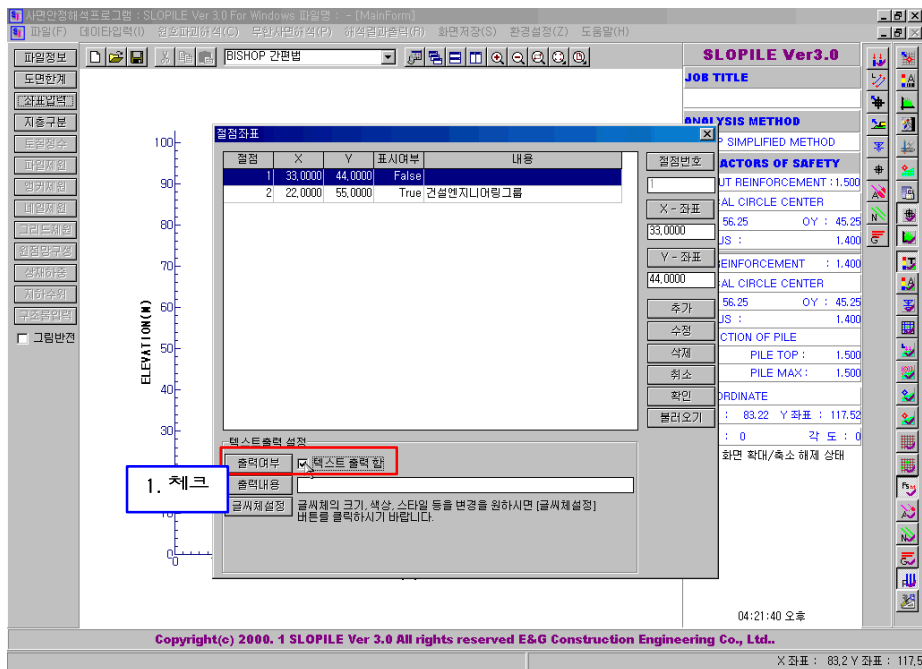 사면안정해석프로그램 : SLOPILE Ver 3.0 For Windows 파일명 : - [MainForm]
파일(F) 데이타입력(I) 원호파괴해석(C) 무한사면해석(P) 해석결과출력(R) 화면저장(S) 환경설정(Z) 도움말(H)
파일정보
도면한계
좌표입력
지층구분
토질정수
파일제원
앵커제원
네일제원
그리드제원
원점망구성
상재하중
지하수위
구조물입력
그림반전
BISHOP 간편법
ELEVATION(M)
100
90
80
70
60
50
40
30
10
0
0
절점좌표
절점 X Y 표시여부 내용
1 33,0000 44,0000 False
2 22,0000 55,0000 True 건설엔지니어링그룹
절점번호
1
X - 좌표
33,0000
Y - 좌표
44,0000
추가
수정
삭제
취소
확인
불러오기
텍스트출력 설정
출력여부 텍스트 출력 함
출력내용
글씨체설정 글씨체의 크기, 색상, 스타일 등을 변경을 원하시면 [글씨체설정]
버튼를 클릭하시기 바랍니다.
1. 체크
SLOPILE Ver3.0
JOB TITLE
ANALYSIS METHOD
P SIMPLIFIED METHOD
ACTORS OF SAFETY
UT REINFORCEMENT : 1.500
AL CIRCLE CENTER
56.25 OY : 45.25
US : 1.400
EINFORCEMENT : 1.400
AL CIRCLE CENTER
56.25 OY : 45.25
US : 1.400
CTION OF PILE
PILE TOP : 1.500
PILE MAX : 1.500
ORDINATE
: 83.22 Y 좌표 : 117.52
: 0 각 도 : 0
화면 확대/축소 해제 상태
04:21:40 오후
Copyright(c) 2000. 1 SLOPILE Ver 3.0 All rights reserved E&G Construction Engineering Co., Ltd..
X 좌표 : 83,2 Y 좌표 : 117,5